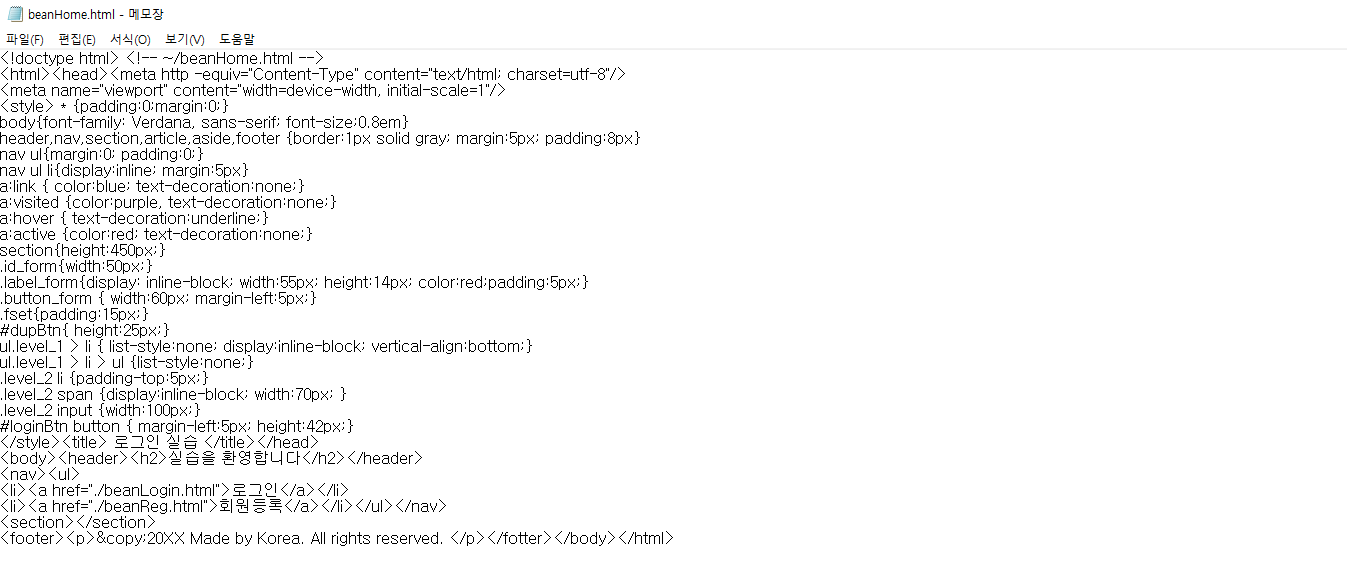 beanHome.html - 메모장
파일(F) 편집(E) 서식(O) 보기(V) 도움말
<!doctype html> <!-- ~/beanHome.html -->
<html><head><meta http -equiv="Content-Type" content="text/html; charset=utf-8"/>
<meta name="viewport" content="width=device-width, initial-scale=1"/>
<style> * {padding:0;margin:0;}
body{font-family: Verdana, sans-serif; font-size;0.8em}
header,nav,section,article,aside,footer {border:1px solid gray; margin:5px; padding:8px}
nav ul{margin:0; padding:0;}
nav ul li{display:inline; margin:5px}
a:link { color:blue; text-decoration:none;}
a:visited {color:purple, text-decoration:none;}
a:hover { text-decoration:underline;}
a:active {color:red; text-decoration:none;}
section{height:450px;}
.id_form{width:50px;}
.label_form{display: inline-block; width:55px; height:14px; color:red;padding:5px;}
.button_form { width:60px; margin-left:5px;}
.fset{padding:15px;}
#dupBtn{ height:25px;}
ul.level_1 > li { list-style:none; display:inline-block; vertical-align:bottom;}
ul.level_1 > li > ul {list-style:none;}
.level_2 li {padding-top:5px;}
.level_2 span {display:inline-block; width:70px; }
.level_2 input {width:100px;}
#loginBtn button { margin-left:5px; height:42px;}
</style><title> 로그인 실습 </title></head>
<body><header><h2>실습을 환영합니다</h2></header>
<nav><ul>
<li><a href="./beanLogin.html">로그인</a></li>
<li><a href="./beanReg.html">회원등록</a></li></ul></nav>
<section></section>
<footer><p>&copy;20XX Made by Korea. All rights reserved. </p></fotter></body></html>